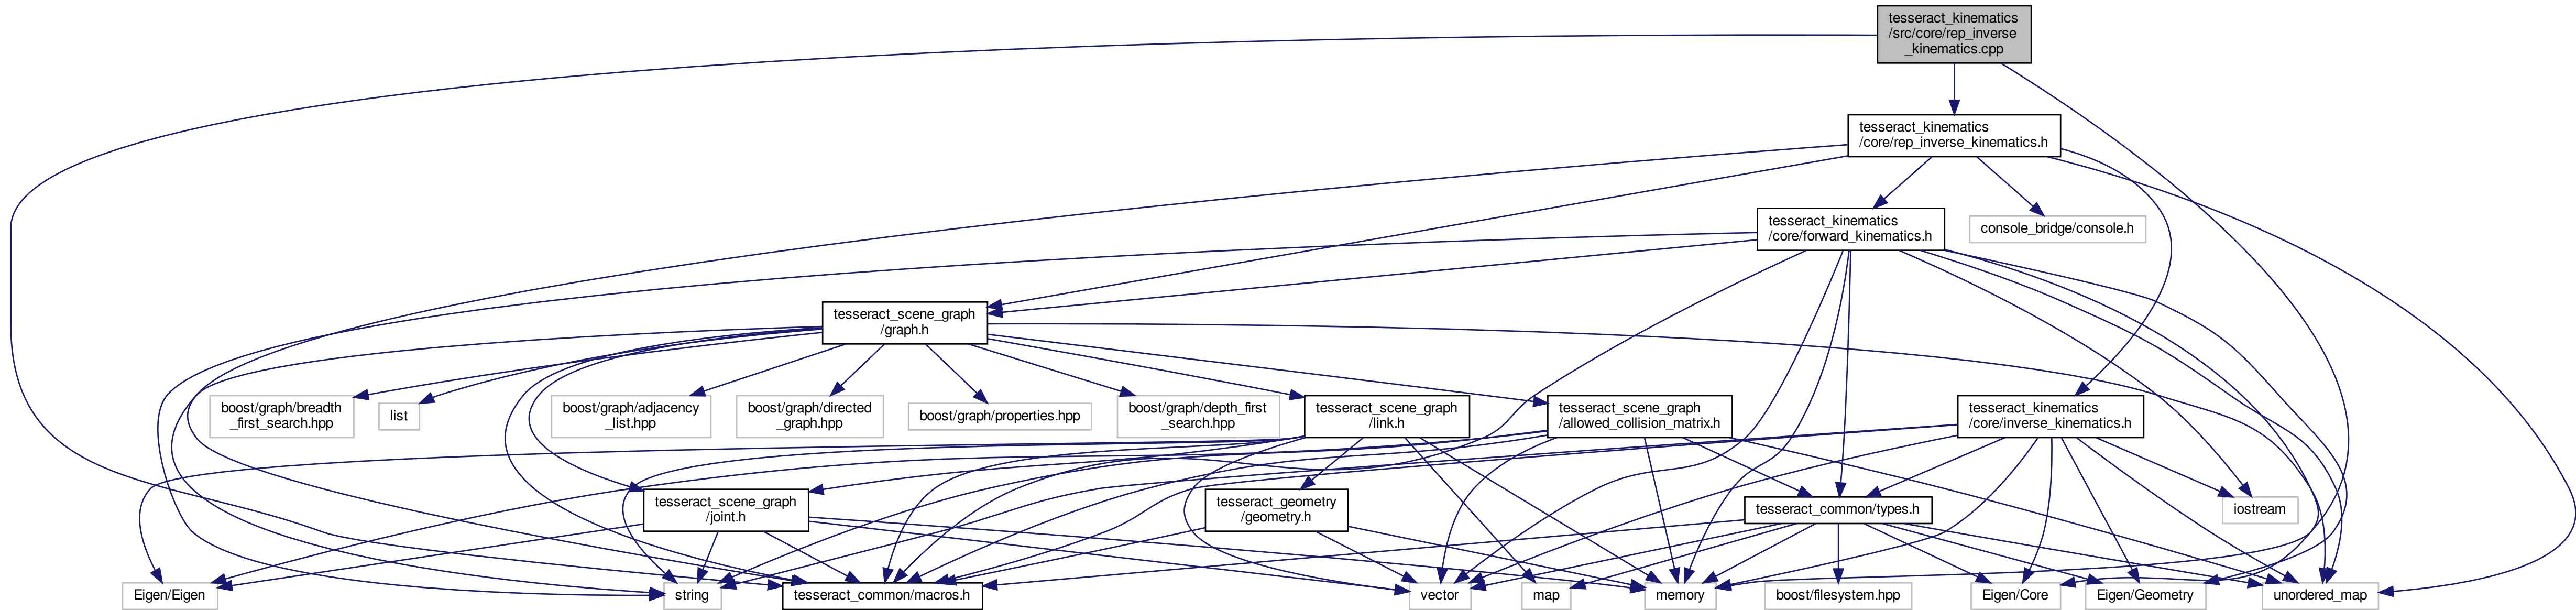 tesseract_kinematics
/src/core/rep_inverse
_kinematics.cpp
tesseract_kinematics
/core/rep_inverse_kinematics.h
tesseract_kinematics
/core/forward_kinematics.h
console_bridge/console.h
tesseract_scene_graph
/graph.h
boost/graph/breadth
_first_search.hpp
list
boost/graph/adjacency
_list.hpp
boost/graph/directed
_graph.hpp
boost/graph/properties.hpp
boost/graph/depth_first
_search.hpp
tesseract_scene_graph
/link.h
tesseract_scene_graph
/allowed_collision_matrix.h
tesseract_kinematics
/core/inverse_kinematics.h
tesseract_scene_graph
/joint.h
tesseract_geometry
/geometry.h
tesseract_common/types.h
iostream
Eigen/Eigen
string
tesseract_common/macros.h
vector
map
memory
boost/filesystem.hpp
Eigen/Core
Eigen/Geometry
unordered_map